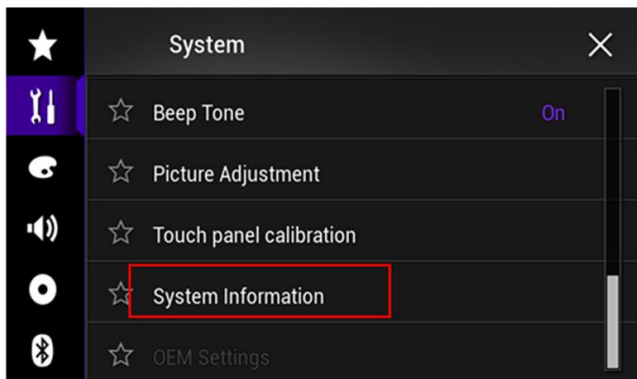 System
Beep Tone On
Picture Adjustment
Touch panel calibration
System Information
OEM Settings